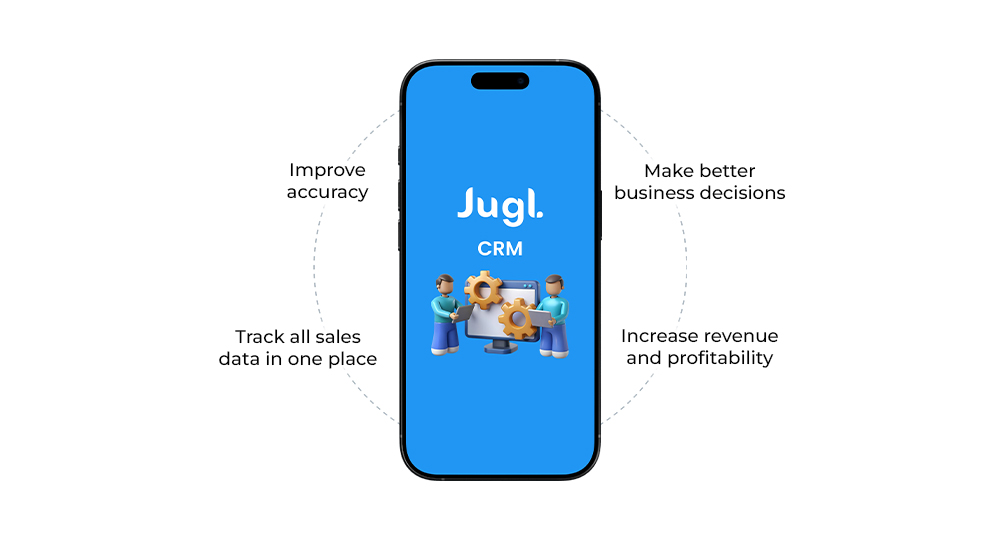 Improve
accuracy
Make better
business decisions
Jugl.
CRM
Track all sales
data in one place
Increase revenue
and profitability